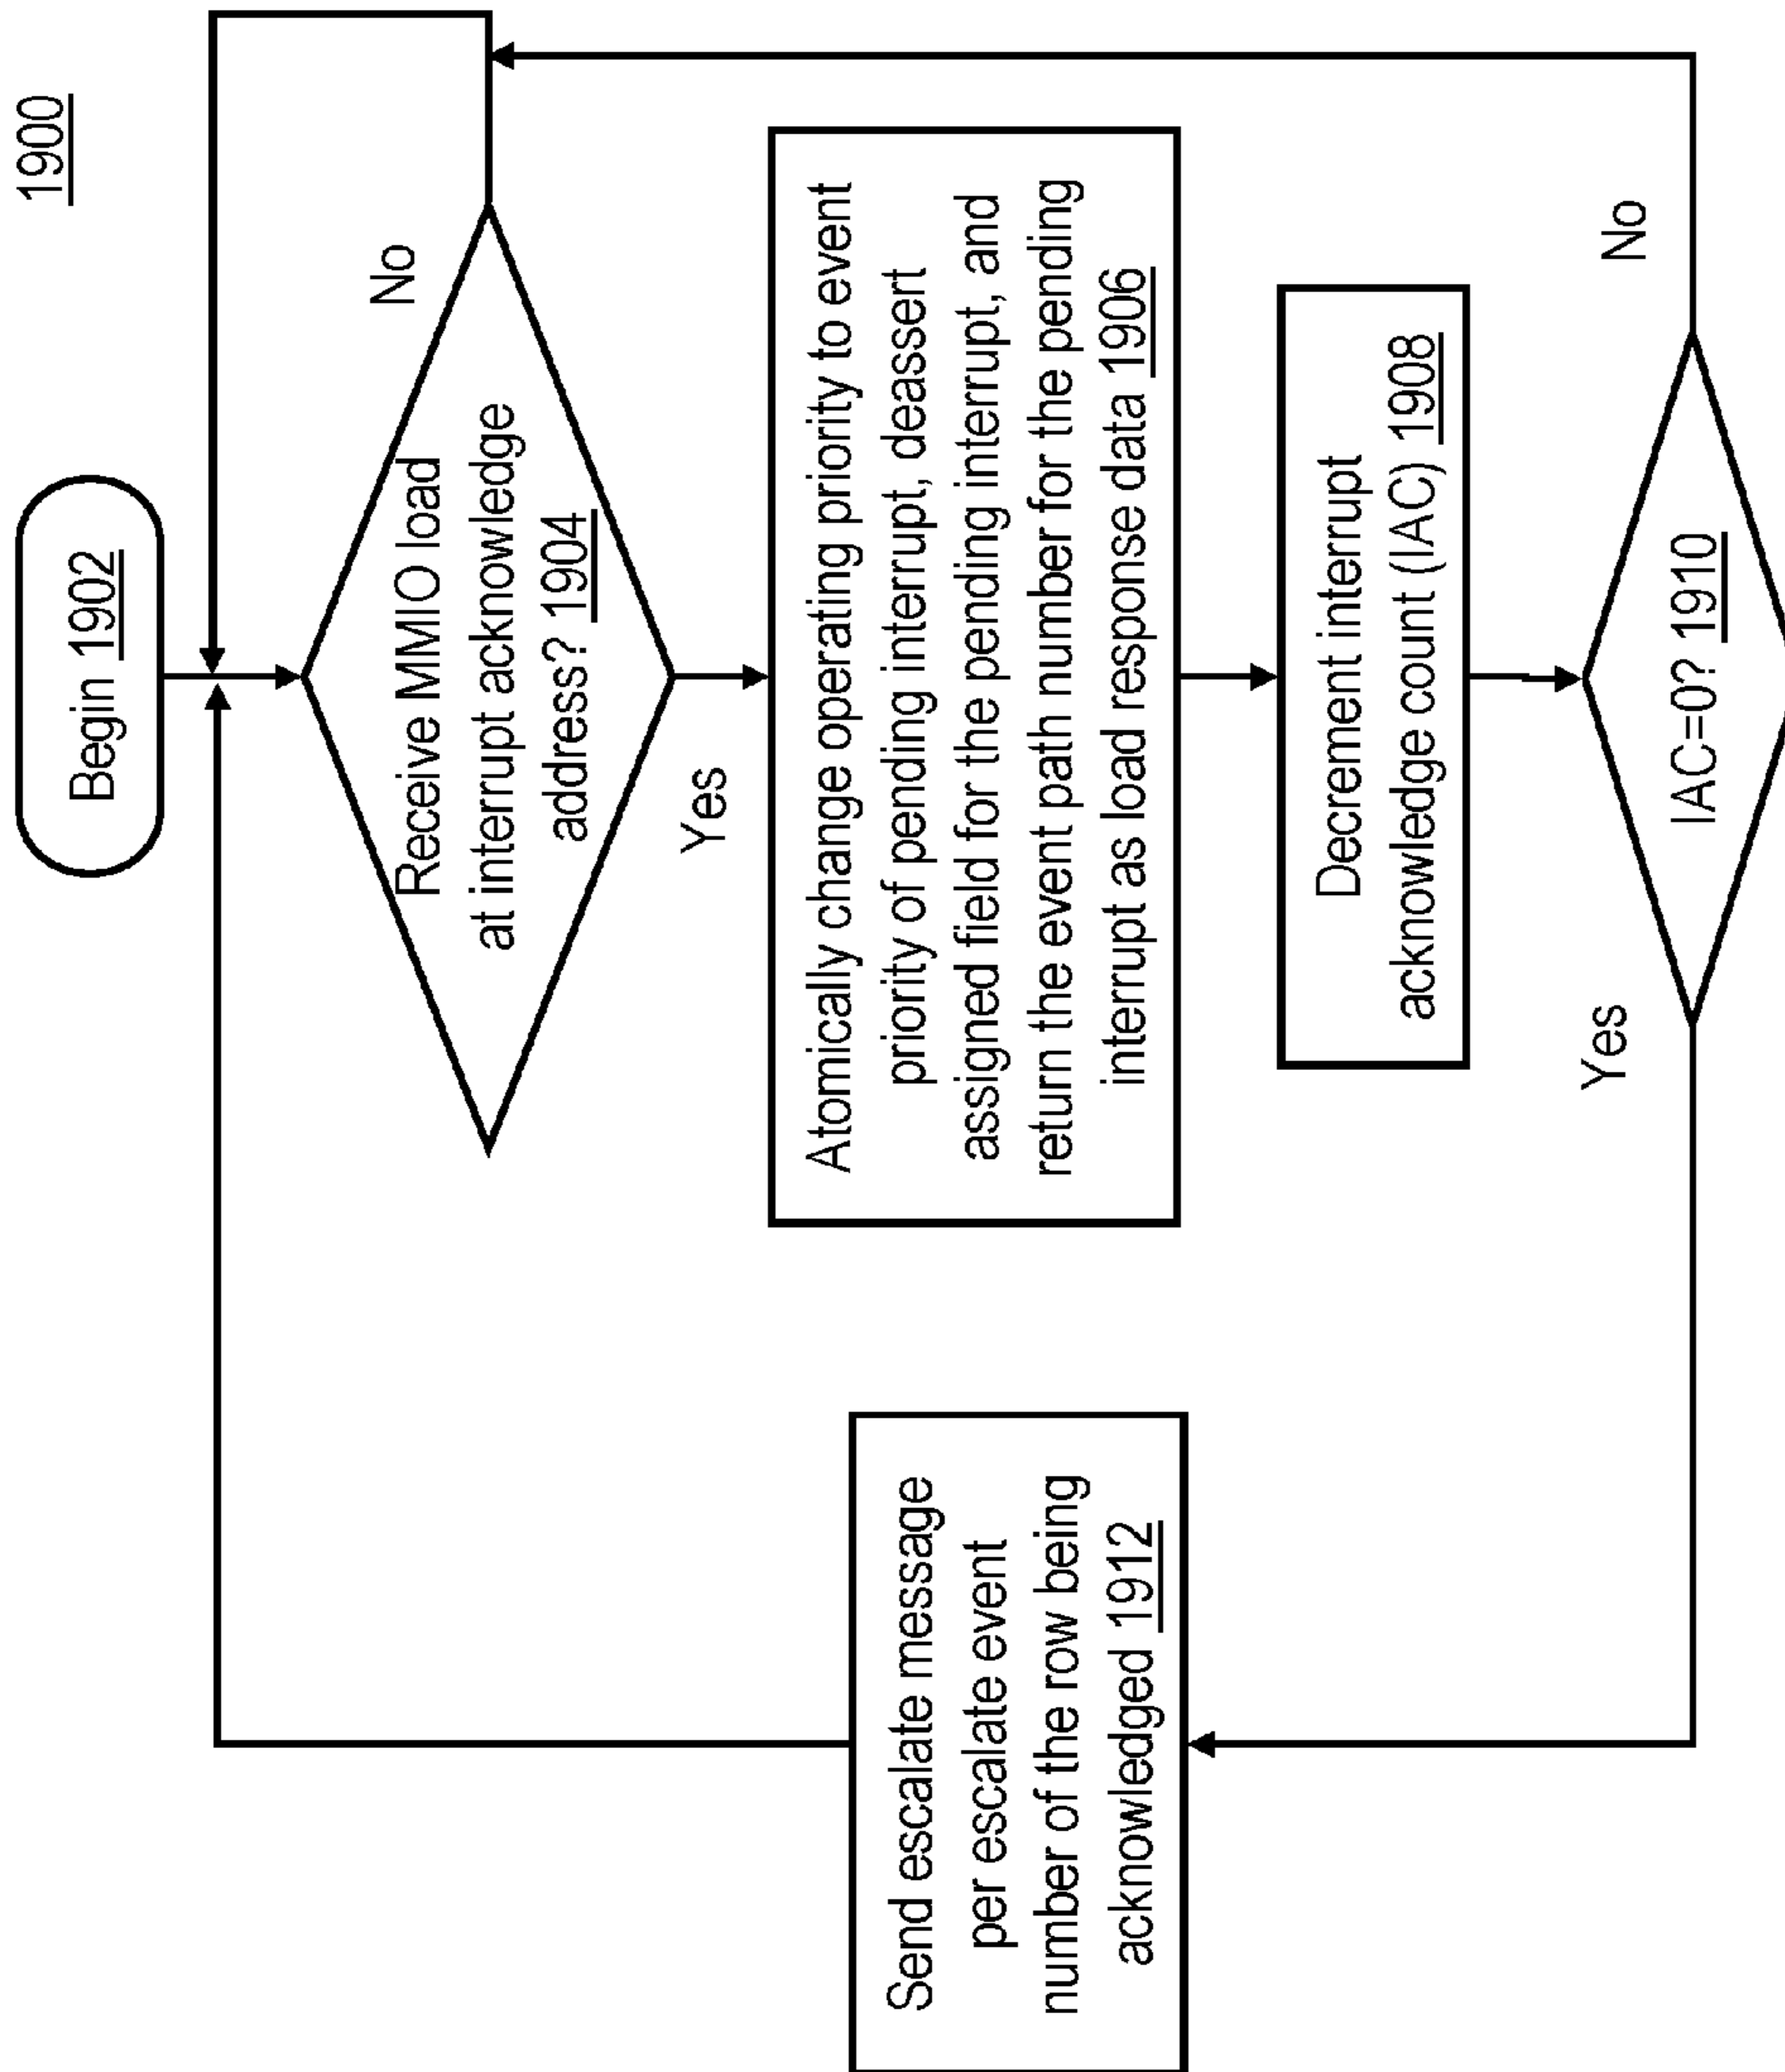 1900
Begin 1902
Receive MMIO load
at interrupt acknowledge
address? 1904
No
Yes
Atomically change operating priority to event
priority of pending interrupt, deassert
assigned field for the pending interrupt, and
return the event path number for the pending
interrupt as load response data 1906
Decrement interrupt
acknowledge count (IAC) 1908
IAC=0? 1910
No
Yes
Send escalate message
per escalate event
number of the row being
acknowledged 1912